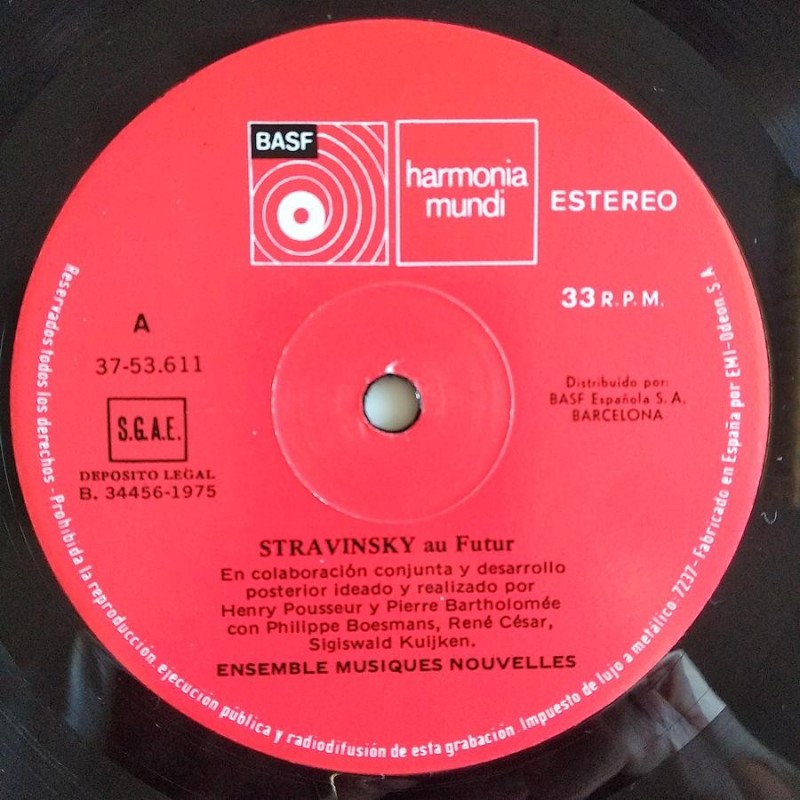 BASF
harmonia
mundi
ESTEREO
33 R.P.M.
A
37-53.611
S.G.A.E.
DEPOSITO LEGAL
B. 34456-1975
Distribuido por:
BASF Española S. A.
BARCELONA
STRAVINSKY au Futur
En colaboración conjunta y desarrollo
posterior ideado y realizado por
Henry Pousseur y Pierre Bartholomée
con Philippe Boesmans, René César,
Sigiswald Kuijken.
ENSEMBLE MUSIQUES NOUVELLES
Reservados todos los derechos - Prohibida la reproducción, ejecución pública y radiodifusión de esta grabación. Impuesto de lujo a metálico: 7237 - Fabricado en España por EMI-Odeon. S. A.